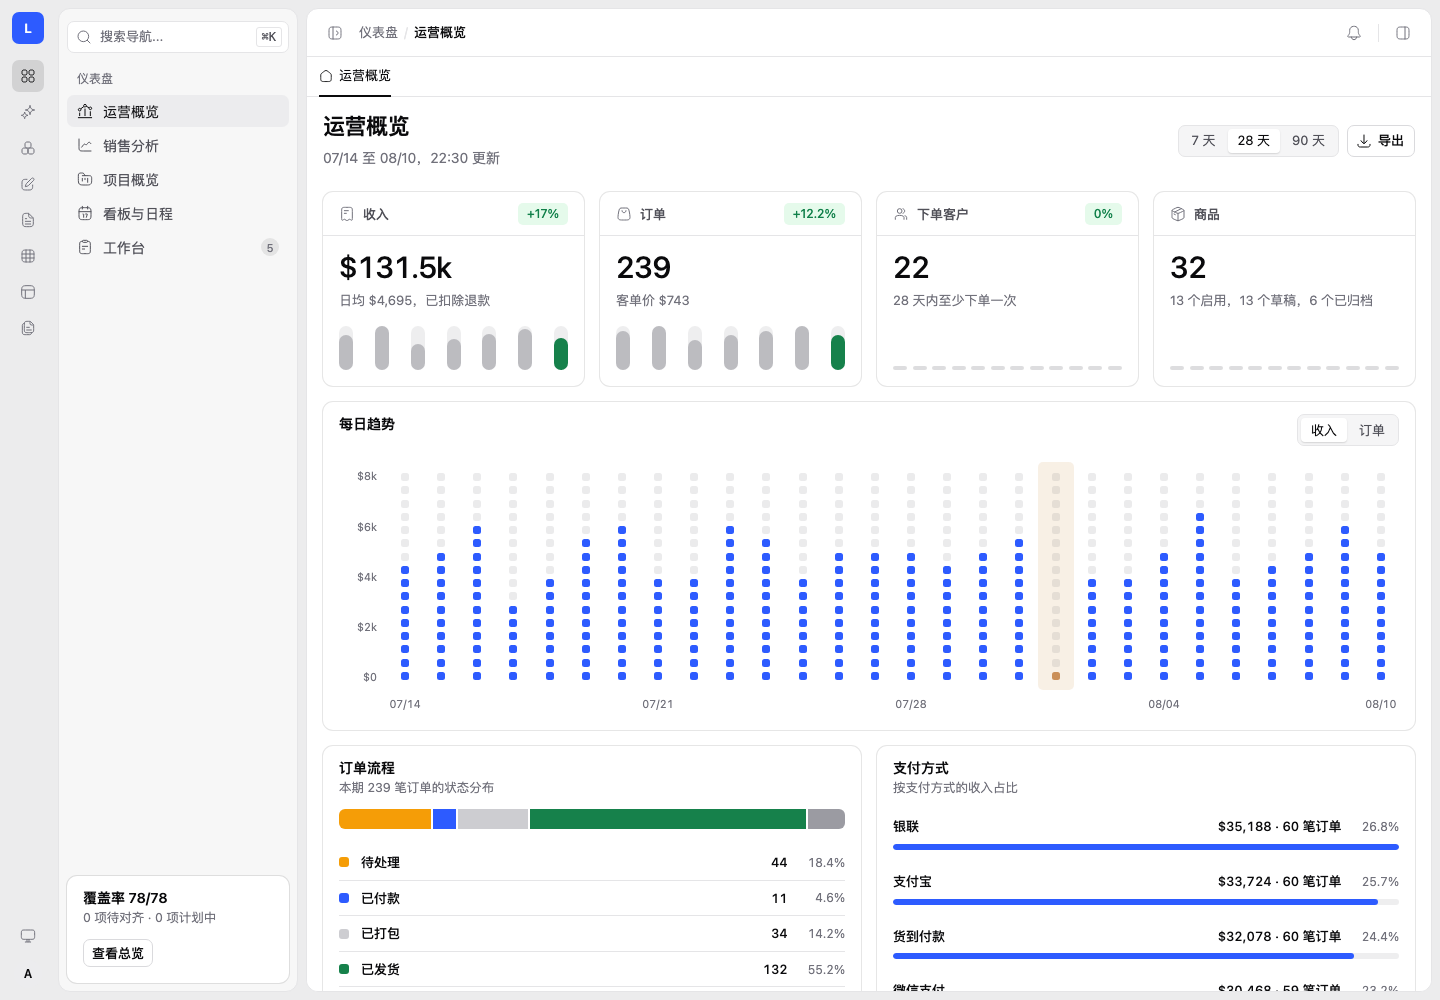 L
搜索导航...
⌘K
仪表盘
运营概览
销售分析
项目概览
看板与日程
工作台
5
覆盖率 78/78
0 项待对齐 · 0 项计划中
查看总览
A
仪表盘 / 运营概览
运营概览
运营概览
07/14 至 08/10，22:30 更新
7 天
28 天
90 天
导出
收入
+17%
$131.5k
日均 $4,695，已扣除退款
订单
+12.2%
239
客单价 $743
下单客户
0%
22
28 天内至少下单一次
商品
32
13 个启用，13 个草稿，6 个已归档
每日趋势
收入
订单
$8k
$6k
$4k
$2k
$0
07/14
07/21
07/28
08/04
08/10
订单流程
本期 239 笔订单的状态分布
待处理 44 18.4%
已付款 11 4.6%
已打包 34 14.2%
已发货 132 55.2%
支付方式
按支付方式的收入占比
银联 $35,188 · 60 笔订单 26.8%
支付宝 $33,724 · 60 笔订单 25.7%
货到付款 $32,078 · 60 笔订单 24.4%
微信支付 $30,468 · 59 笔订单 23.2%